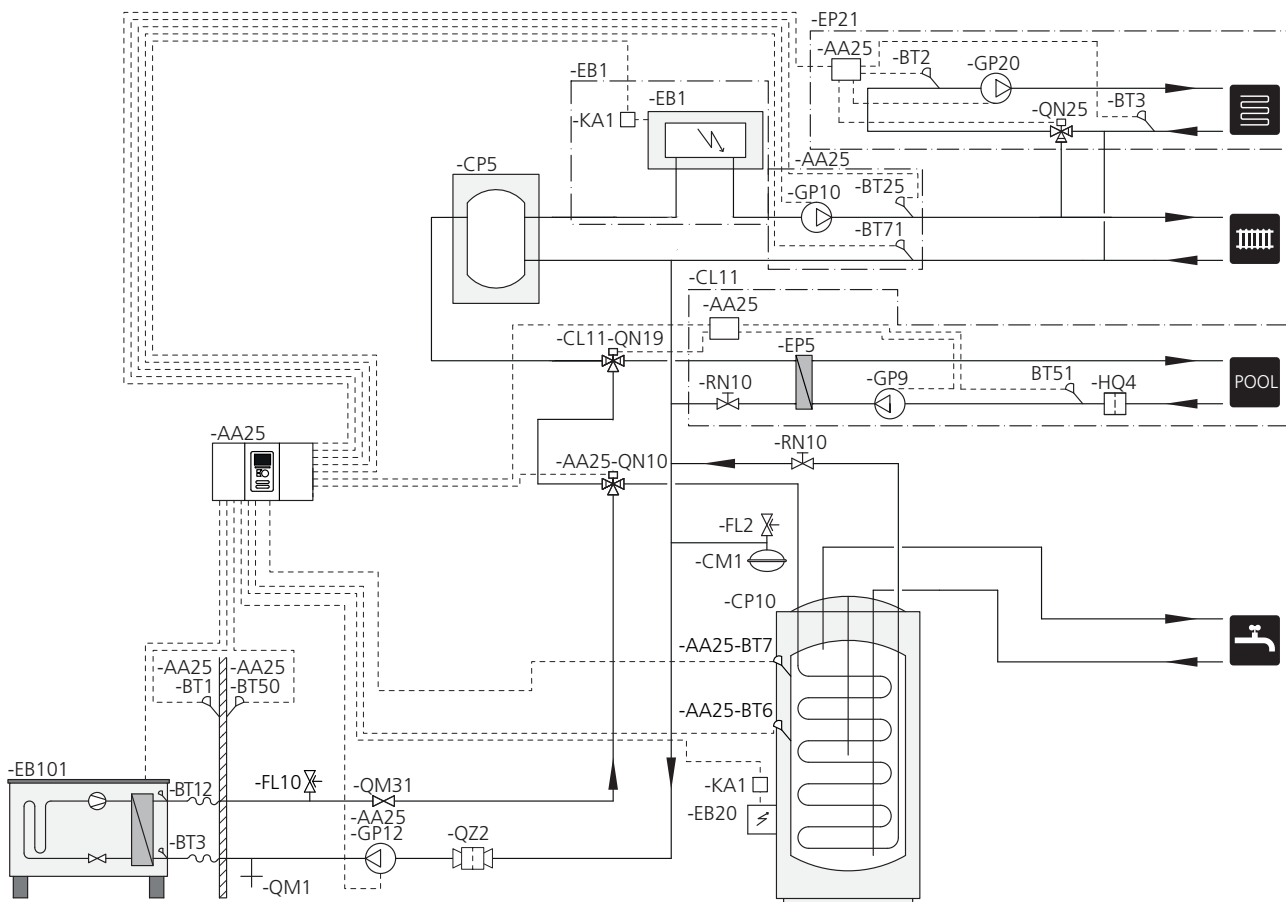 -EP21
-AA25
-BT2
-GP20
-QN25
-BT3
-EB1
-EB1
-KA1
-CP5
-AA25
-GP10
-BT25
-BT71
-CL11
-AA25
-CL11-QN19
-EP5
-RN10
-GP9
BT51
-HQ4
POOL
-AA25
-AA25-QN10
-RN10
-FL2
-CM1
-CP10
-AA25-BT7
-AA25
-BT1
-AA25
-BT50
-AA25-BT6
-EB101
-BT12
-FL10
-QM31
-KA1
-EB20
-AA25
-GP12
-QZ2
-BT3
-QM1